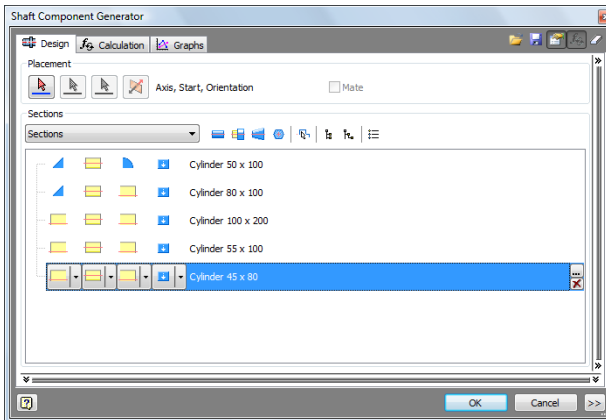 Shaft Component Generator
Design Calculation Graphs
Placement
Axis, Start, Orientation Mate
Sections
Sections
Cylinder 50 x 100
Cylinder 80 x 100
Cylinder 100 x 200
Cylinder 55 x 100
Cylinder 45 x 80
OK Cancel >>